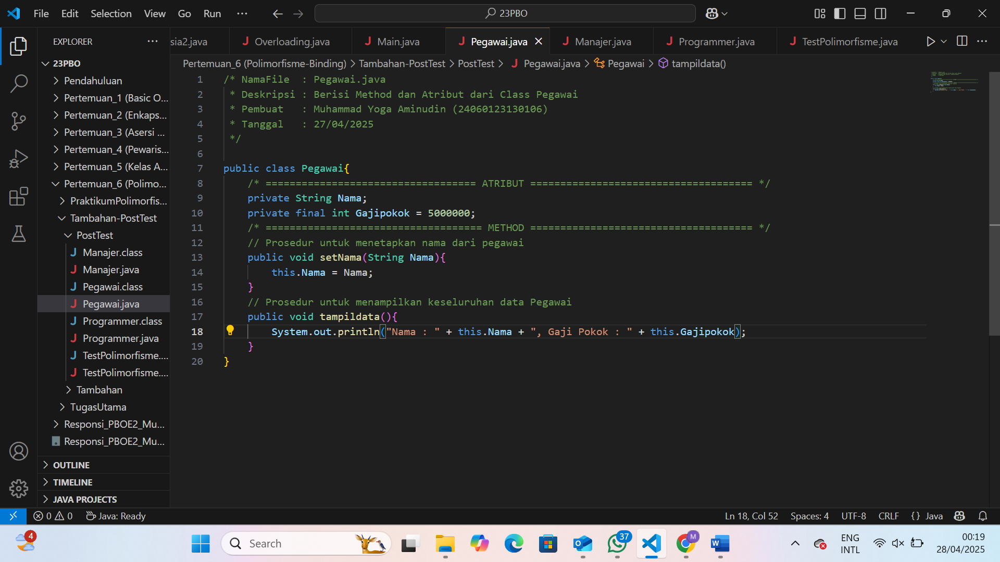 File Edit Selection View Go Run ... 23PBO
EXPLORER ...
sia2.java Overloading.java Main.java Pegawai.java Manajer.java Programmer.java TestPolimorfisme.java
Pertemuan_6 (Polimorfisme-Binding) > Tambahan-PostTest > PostTest > J Pegawai.java > Pegawai > tampildata()
23PBO
Pendahuluan
Pertemuan_1 (Basic O...
Pertemuan_2 (Enkaps...
Pertemuan_3 (Asersi ...
Pertemuan_4 (Pewaris...
Pertemuan_5 (Kelas A...
Pertemuan_6 (Polimo...
PraktikumPolimorfis...
Tambahan-PostTest
PostTest
J Manajer.class
J Manajer.java
J Pegawai.class
J Pegawai.java
J Programmer.class
J Programmer.java
J TestPolimorfisme....
J TestPolimorfisme....
Tambahan
TugasUtama
Responsi_PBOE2_Mu...
Responsi_PBOE2_Mu...
OUTLINE
TIMELINE
JAVA PROJECTS
1 /* NamaFile  : Pegawai.java
2  * Deskripsi : Berisi Method dan Atribut dari Class Pegawai
3  * Pembuat   : Muhammad Yoga Aminudin (24060123130106)
4  * Tanggal   : 27/04/2025
5  */
6
7 public class Pegawai{
8     /* =================================== ATRIBUT ===================================== */
9     private String Nama;
10     private final int Gajipokok = 5000000;
11     /* ==================================== METHOD ===================================== */
12     // Prosedur untuk menetapkan nama dari pegawai
13     public void setNama(String Nama){
14         this.Nama = Nama;
15     }
16     // Prosedur untuk menampilkan keseluruhan data Pegawai
17     public void tampildata(){
18         System.out.println("Nama : " + this.Nama + ", Gaji Pokok : " + this.Gajipokok);
19     }
20 }
0 0 Java: Ready Ln 18, Col 52 Spaces: 4 UTF-8 CRLF {} Java
4 Search 37 M W ENG INTL 00:19
28/04/2025